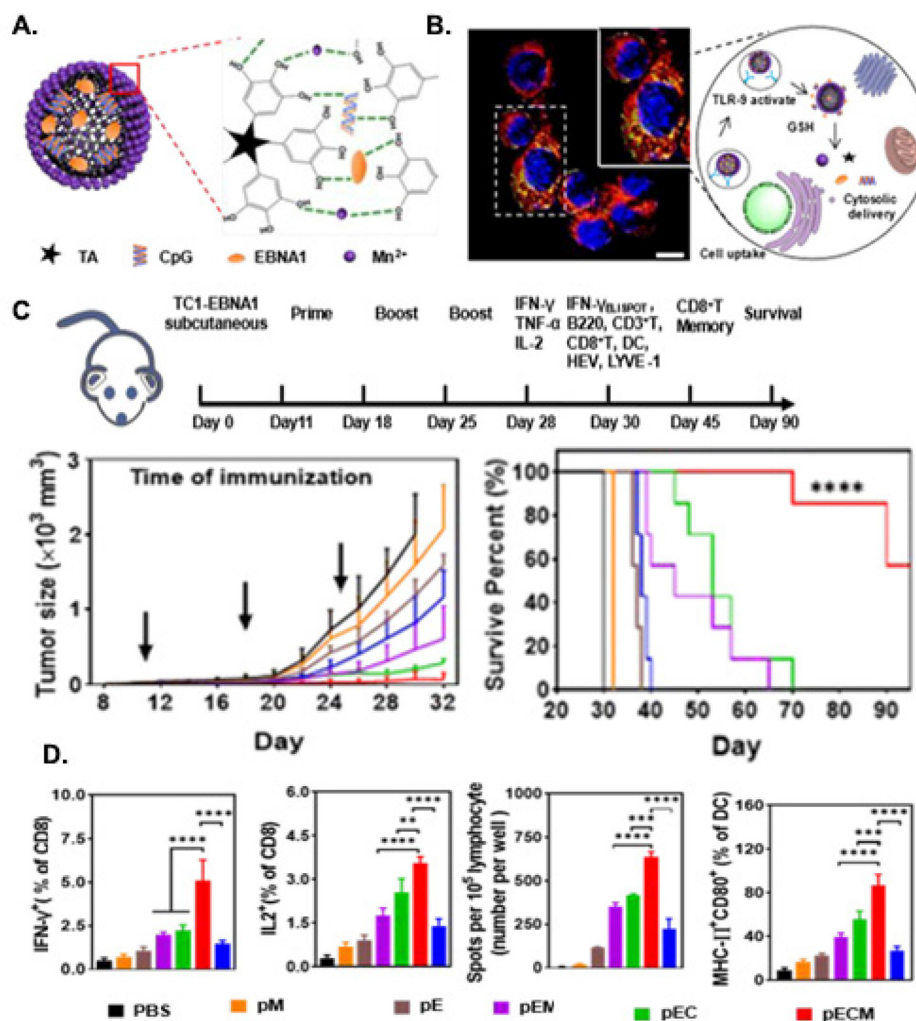 A.
B.
OH
HO
TLR-9 activate
GSH
Cytosolic
delivery
Cell uptake
TA CpG EBNA1 Mn²⁺
C
TC1-EBNA1
subcutaneous
Prime
Boost
Boost
IFN-γ
TNF-α
IL-2
IFN-γELISPOT,
B220, CD3⁺T,
CD8⁺T, DC,
HEV, LYVE-1
CD8⁺T
Memory
Survival
Day 0 Day11 Day 18 Day 25 Day 28 Day 30 Day 45 Day 90
Time of immunization
Tumor size (×10³ mm³)
3
2
1
0
8 12 16 20 24 28 32
Day
Survive Percent (%)
100
80
60
40
20
0
****
20 30 40 50 60 70 80 90
Day
D.
IFN-γ⁺( % of CD8)
10.0
7.5
5.0
2.5
0.0
****
****
IL2⁺(% of CD8)
6.0
4.5
3.0
1.5
0.0
****
**
****
Spots per 10⁵ lymphocyte
(number per well )
750
500
250
0
****
***
****
MHC-II⁺CD80⁺ (% of DC)
160
120
80
40
0
****
***
****
PBS pM pE pEM pEC pECM